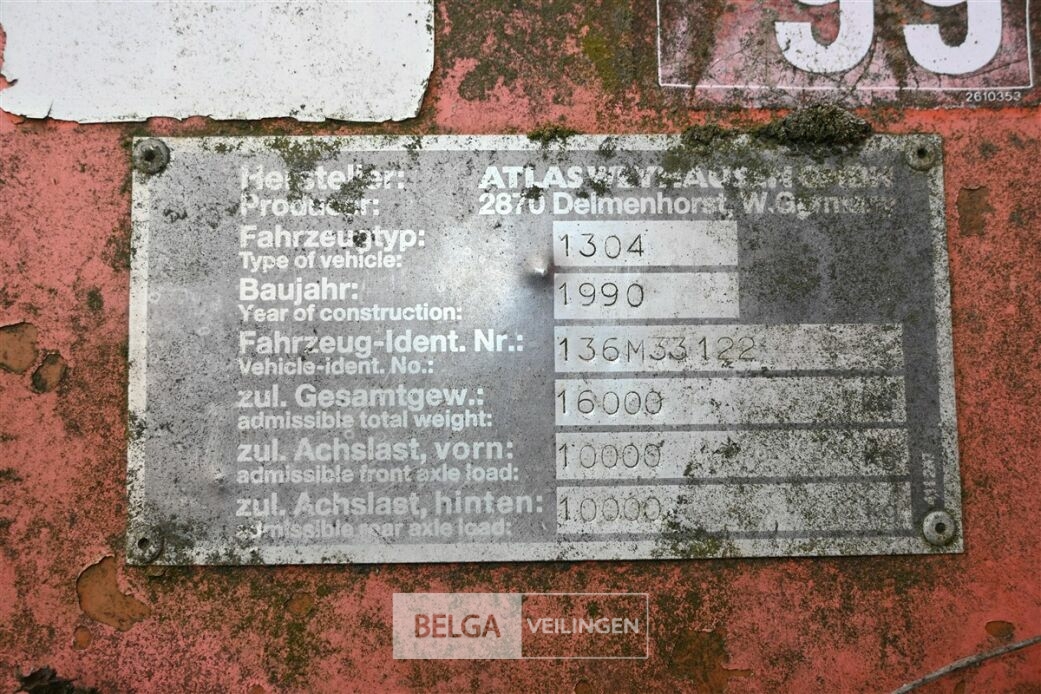 99
2610353
Hersteller: ATLAS WEYHAUSEN GMBH
Producer: 2870 Delmenhorst, W.Germany
Fahrzeugtyp: 1304
Type of vehicle:
Baujahr: 1990
Year of construction:
Fahrzeug-Ident. Nr.: 136M33122
Vehicle-ident. No.:
zul. Gesamtgew.: 16000
admissible total weight:
zul. Achslast, vorn: 10000
admissible front axle load:
zul. Achslast, hinten: 10000 kg
admissible rear axle load:
BELGA VEILINGEN